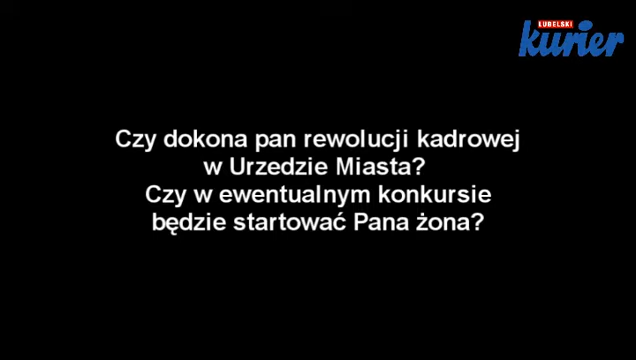 LUBELSKI
kurier
Czy dokona pan rewolucji kadrowej
w Urzedzie Miasta?
Czy w ewentualnym konkursie
będzie startować Pana żona?